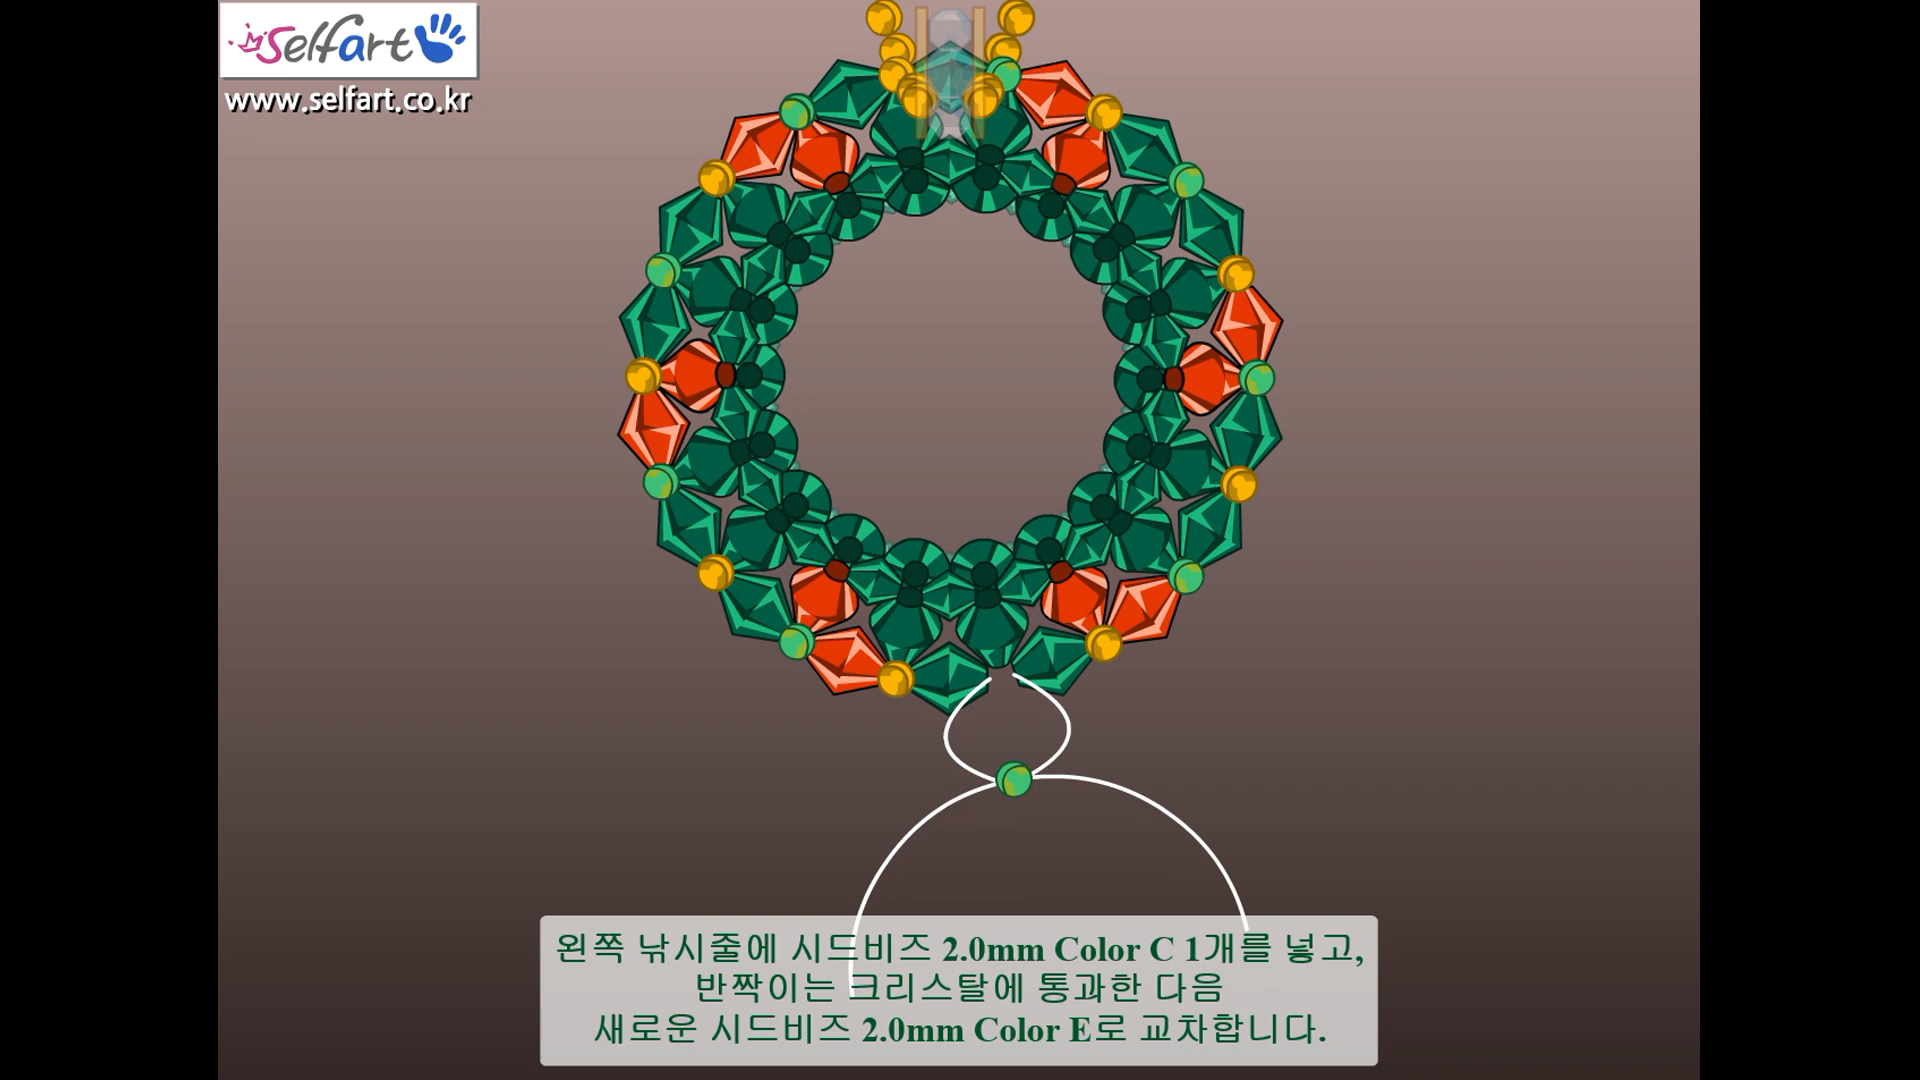 Selfart
www.selfart.co.kr
왼쪽 낚시줄에 시드비즈 2.0mm Color C 1개를 넣고,
반짝이는 크리스탈에 통과한 다음
새로운 시드비즈 2.0mm Color E로 교차합니다.